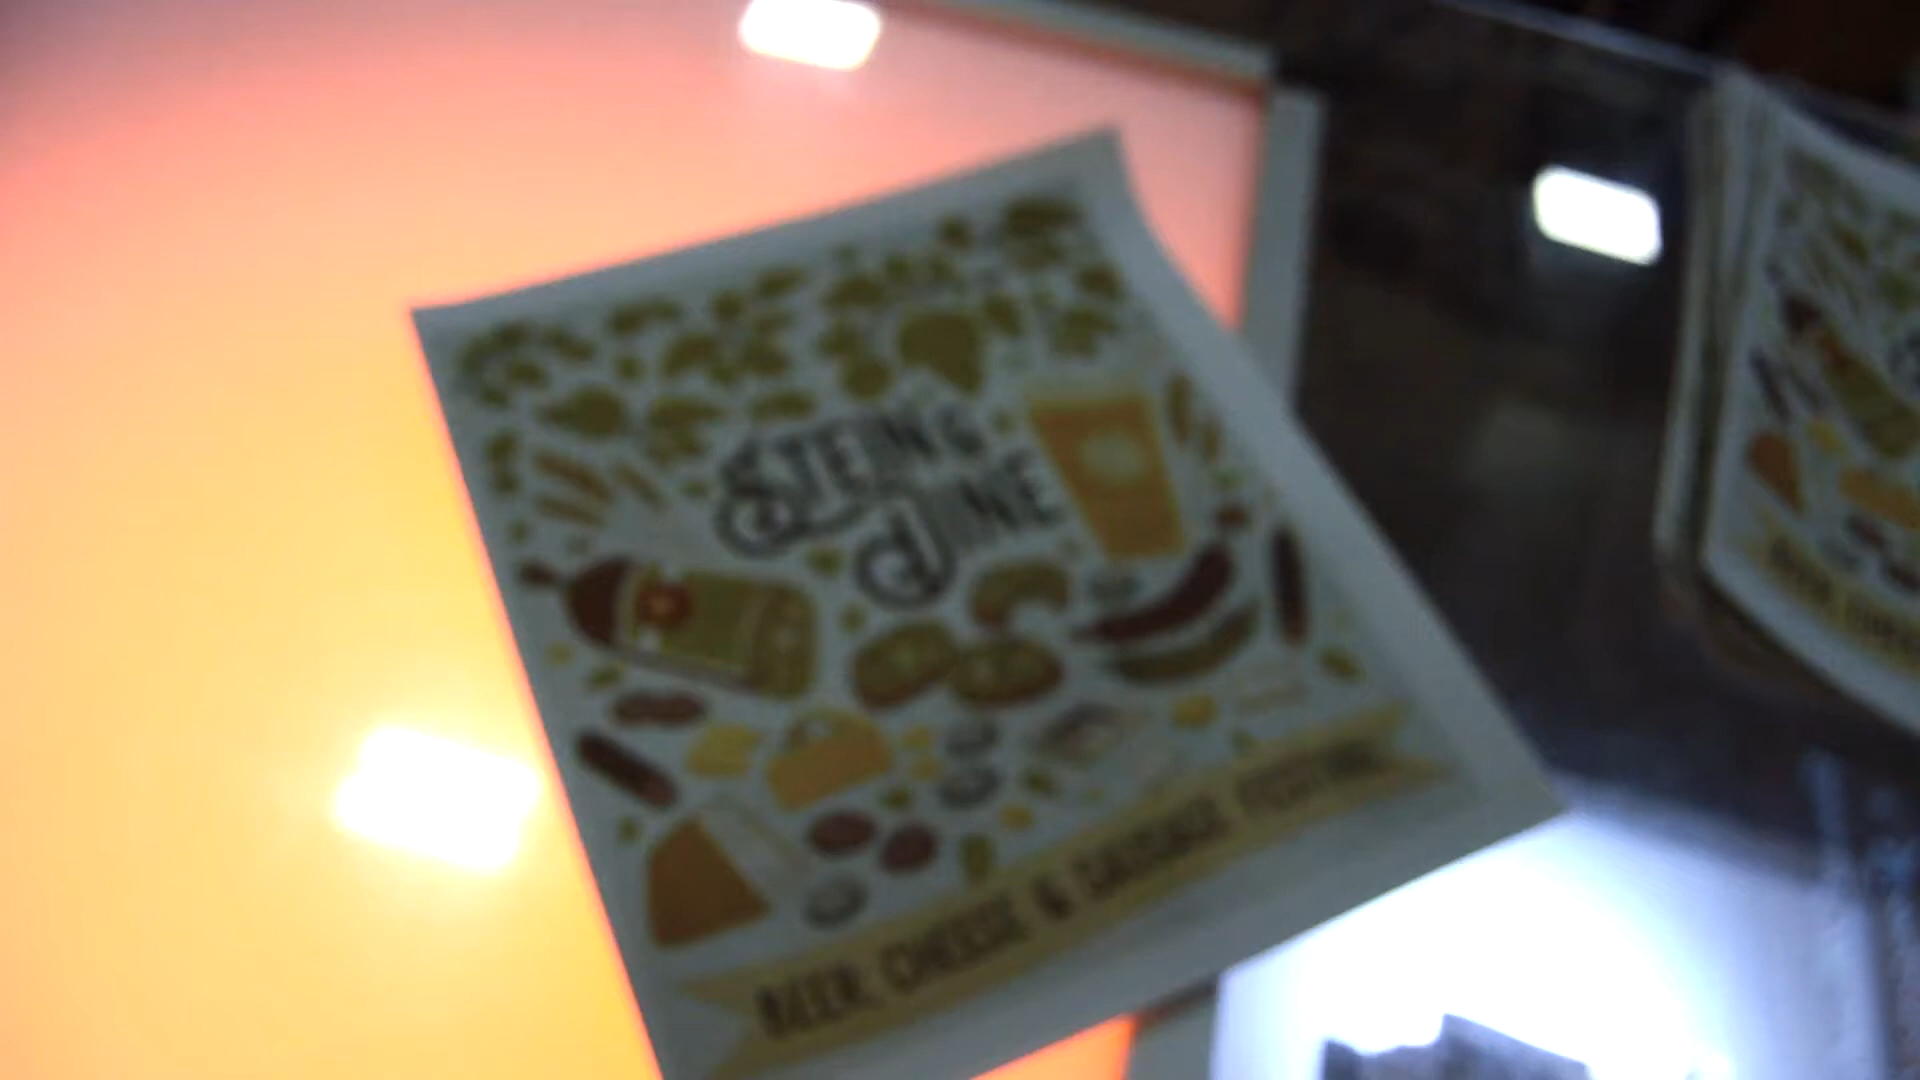 STEIN &
DINE
BEER, CHEESE & SAUSAGE FESTIVAL